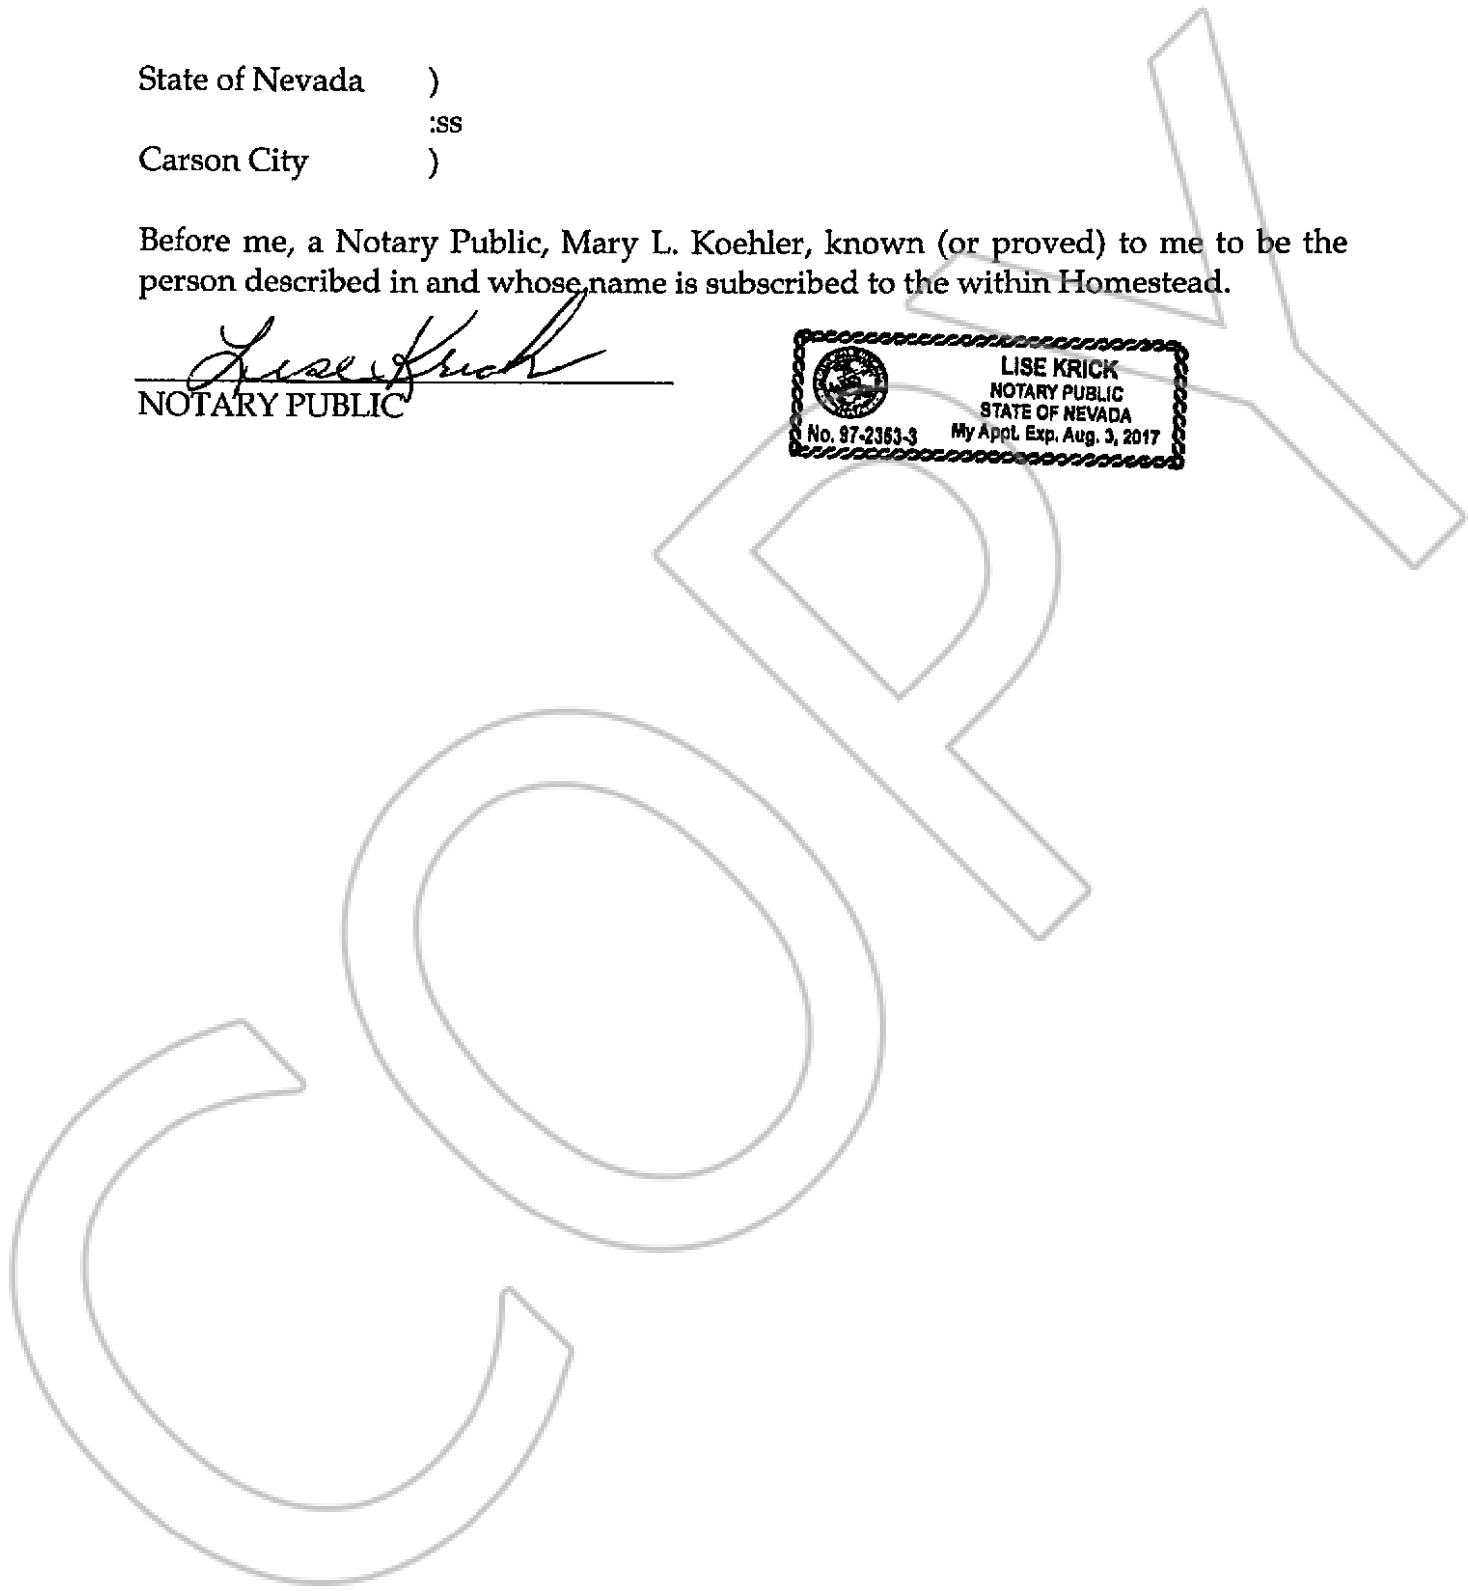 State of Nevada )
:ss
Carson City )
Before me, a Notary Public, Mary L. Koehler, known (or proved) to me to be the
person described in and whose name is subscribed to the within Homestead.
Lise Krick
NOTARY PUBLIC
LISE KRICK
NOTARY PUBLIC
STATE OF NEVADA
No. 97-2363-3 My Appt. Exp. Aug. 3, 2017
COPY